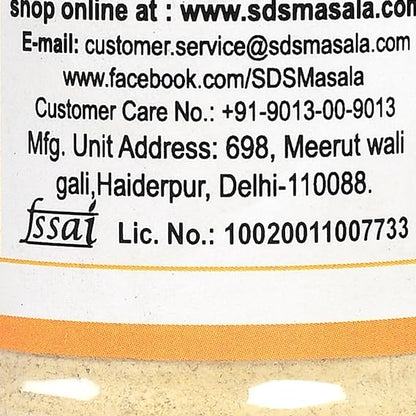 shop online at : www.sdsmasala.com
E-mail: customer.service@sdsmasala.com
www.facebook.com/SDSMasala
Customer Care No.: +91-9013-00-9013
Mfg. Unit Address: 698, Meerut wali
gali,Haiderpur, Delhi-110088.
fssai Lic. No.: 10020011007733